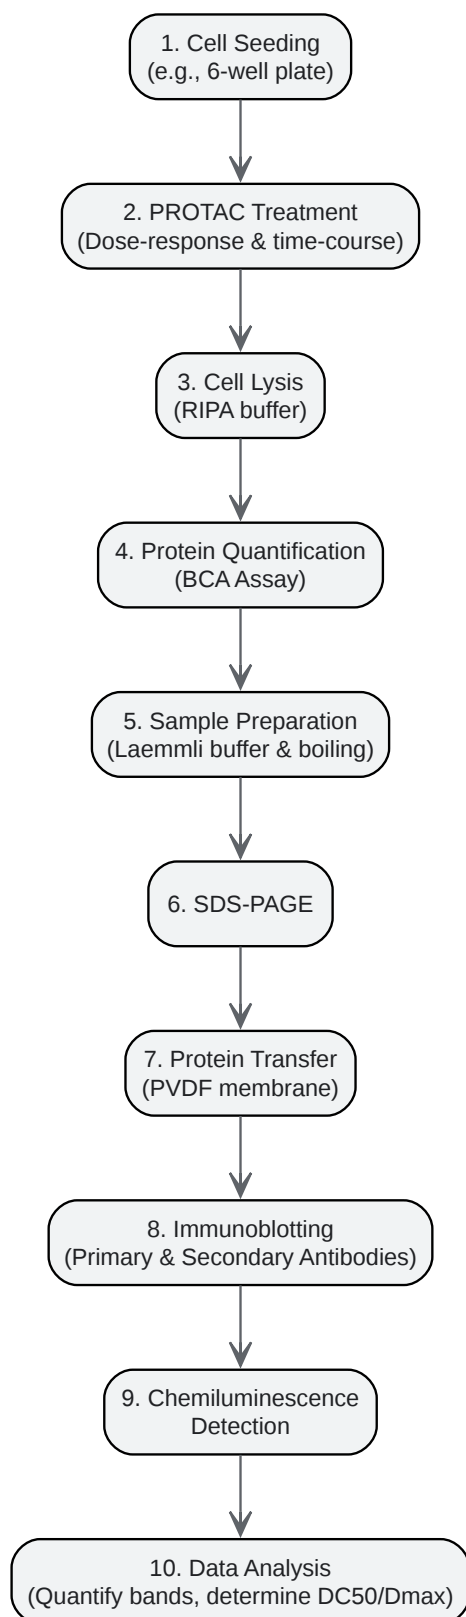 1. Cell Seeding
(e.g., 6-well plate)
2. PROTAC Treatment
(Dose-response & time-course)
3. Cell Lysis
(RIPA buffer)
4. Protein Quantification
(BCA Assay)
5. Sample Preparation
(Laemmli buffer & boiling)
6. SDS-PAGE
7. Protein Transfer
(PVDF membrane)
8. Immunoblotting
(Primary & Secondary Antibodies)
9. Chemiluminescence
Detection
10. Data Analysis
(Quantify bands, determine DC50/Dmax)